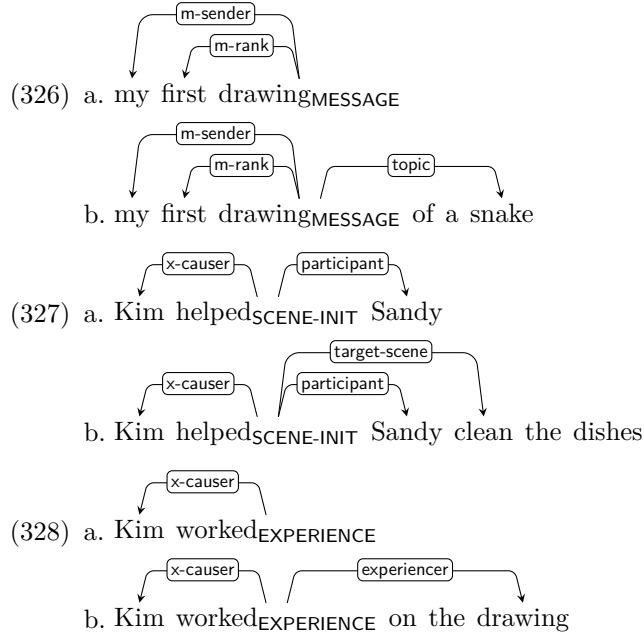 m-sender
m-rank
(326) a. my first drawingMESSAGE
m-sender
m-rank topic
b. my first drawingMESSAGE of a snake
x-causer participant
(327) a. Kim helpedSCENE-INIT Sandy
target-scene
x-causer participant
b. Kim helpedSCENE-INIT Sandy clean the dishes
x-causer
(328) a. Kim workedEXPERIENCE
x-causer experiencer
b. Kim workedEXPERIENCE on the drawing